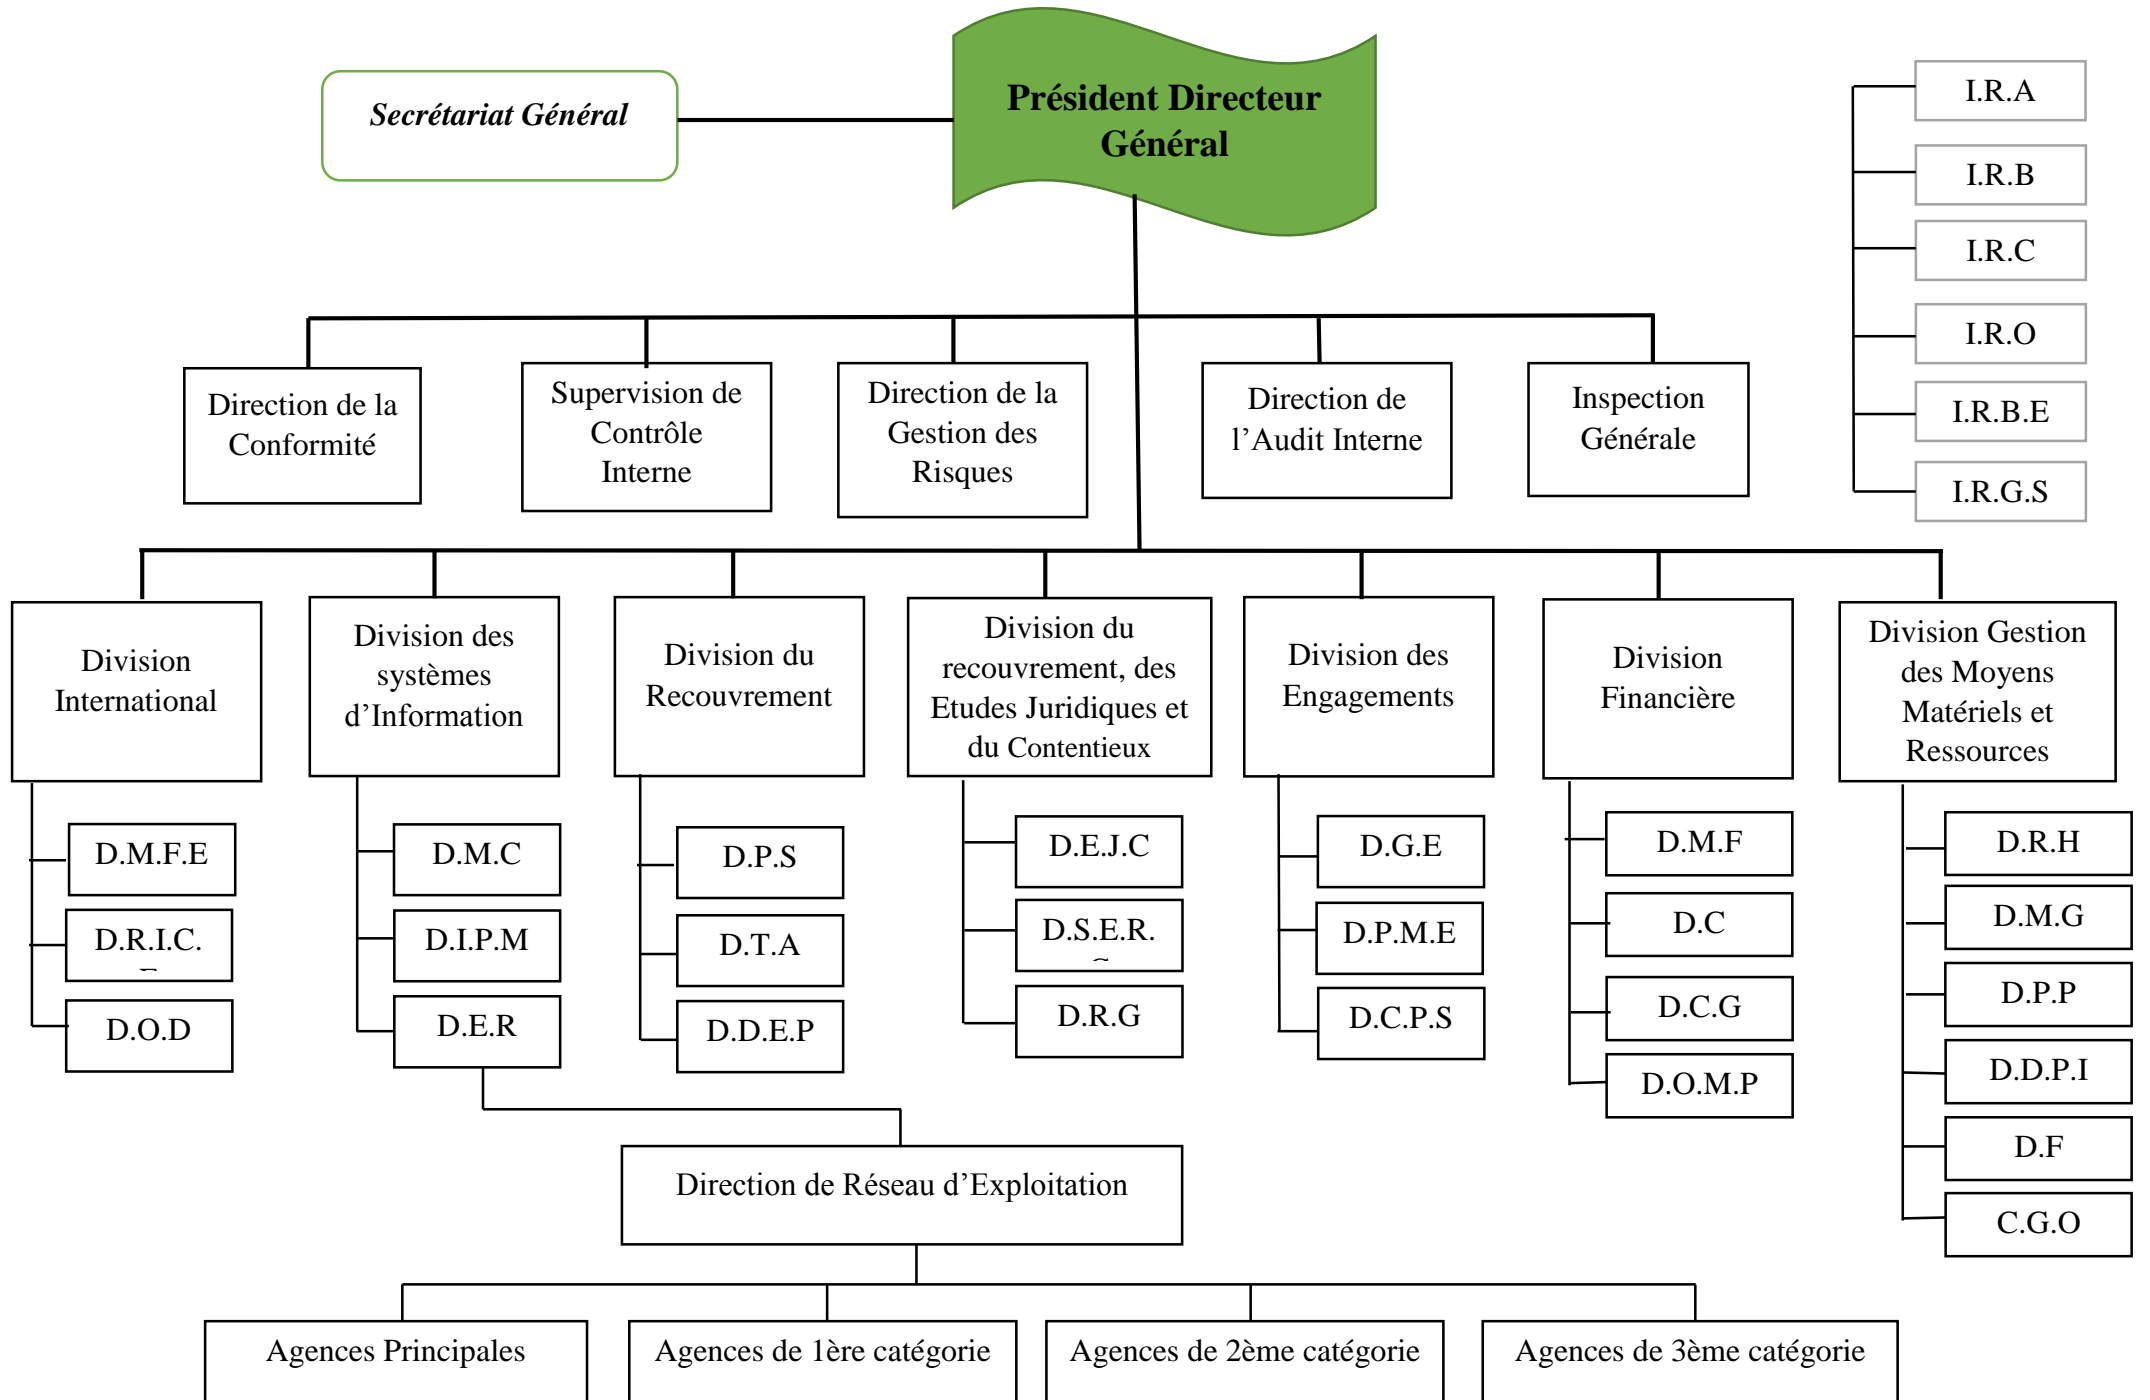 Secrétariat Général
Président Directeur
Général
I.R.A
I.R.B
I.R.C
I.R.O
I.R.B.E
I.R.G.S
Direction de la
Conformité
Supervision de
Contrôle
Interne
Direction de la
Gestion des
Risques
Direction de
l’Audit Interne
Inspection
Générale
Division
International
Division des
systèmes
d’Information
Division du
Recouvrement
Division du
recouvrement, des
Etudes Juridiques et
du Contentieux
Division des
Engagements
Division
Financière
Division Gestion
des Moyens
Matériels et
Ressources
D.M.F.E
D.R.I.C.
D.O.D
D.M.C
D.I.P.M
D.E.R
D.P.S
D.T.A
D.D.E.P
D.E.J.C
D.S.E.R.
D.R.G
D.G.E
D.P.M.E
D.C.P.S
D.M.F
D.C
D.C.G
D.O.M.P
D.R.H
D.M.G
D.P.P
D.D.P.I
D.F
C.G.O
Direction de Réseau d’Exploitation
Agences Principales
Agences de 1ère catégorie
Agences de 2ème catégorie
Agences de 3ème catégorie